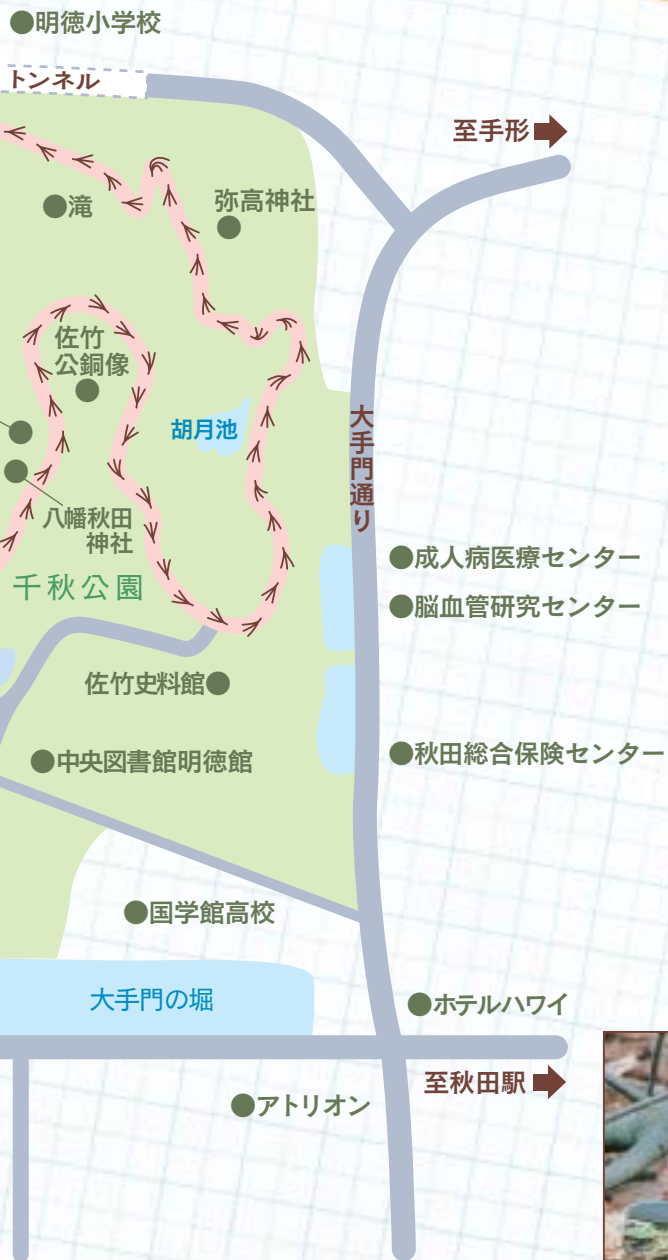 ●明徳小学校
トンネル
至手形
●滝
弥高神社
佐竹
公銅像
胡月池
大手門通り
八幡秋田
神社
●成人病医療センター
千秋公園
●脳血管研究センター
佐竹史料館●
●中央図書館明徳館
●秋田総合保険センター
●国学館高校
大手門の堀
●ホテルハワイ
至秋田駅
●アトリオン